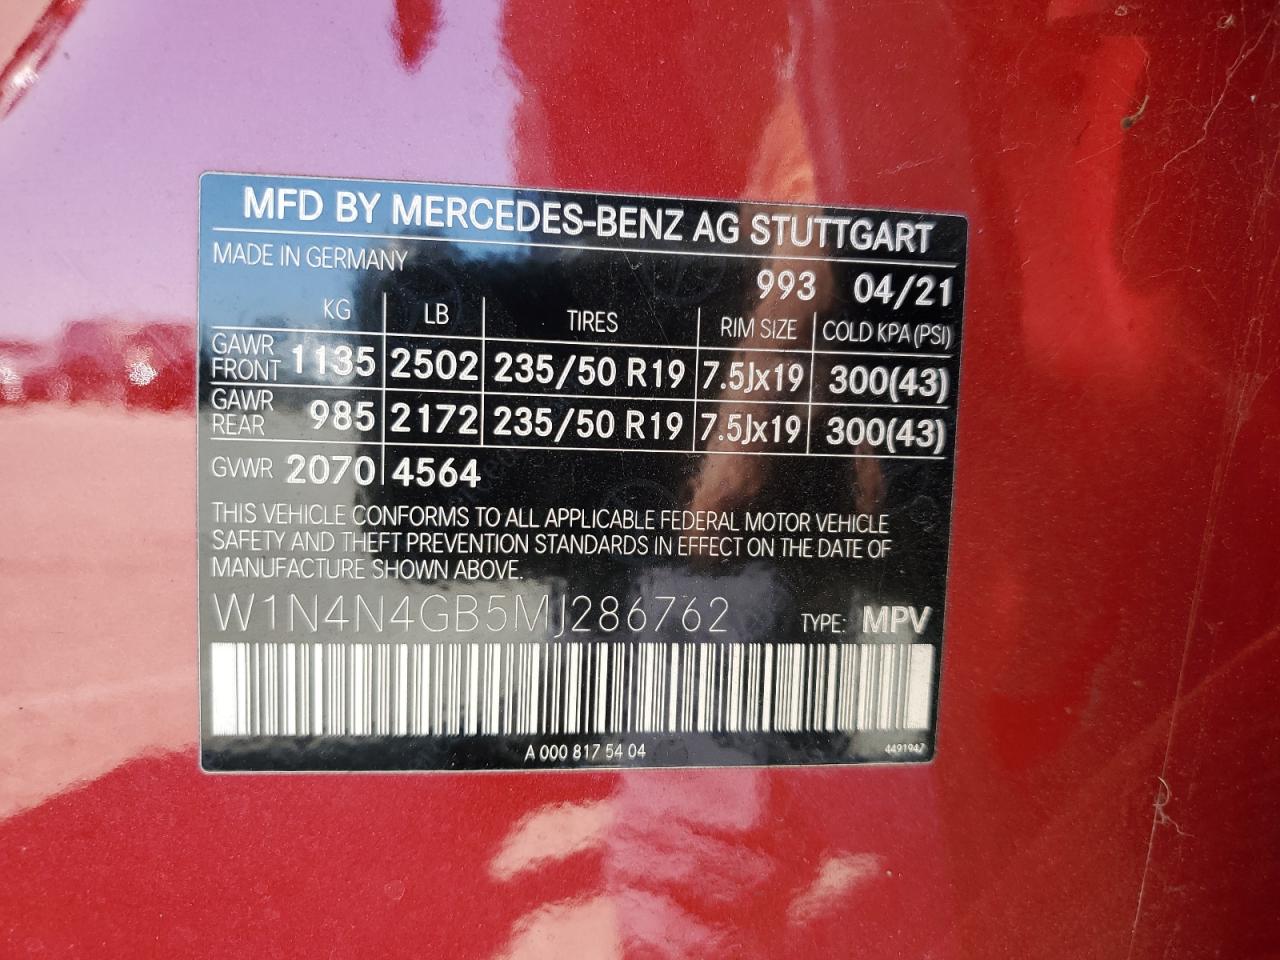 MFD BY MERCEDES-BENZ AG STUTTGART
MADE IN GERMANY
993 04/21
KG LB TIRES RIM SIZE COLD KPA (PSI)
GAWR FRONT 1135 2502 235/50 R19 7.5Jx19 300(43)
GAWR REAR 985 2172 235/50 R19 7.5Jx19 300(43)
GVWR 2070 4564
THIS VEHICLE CONFORMS TO ALL APPLICABLE FEDERAL MOTOR VEHICLE
SAFETY AND THEFT PREVENTION STANDARDS IN EFFECT ON THE DATE OF
MANUFACTURE SHOWN ABOVE.
W1N4N4GB5MJ286762 TYPE: MPV
A 000 817 54 04 4491947